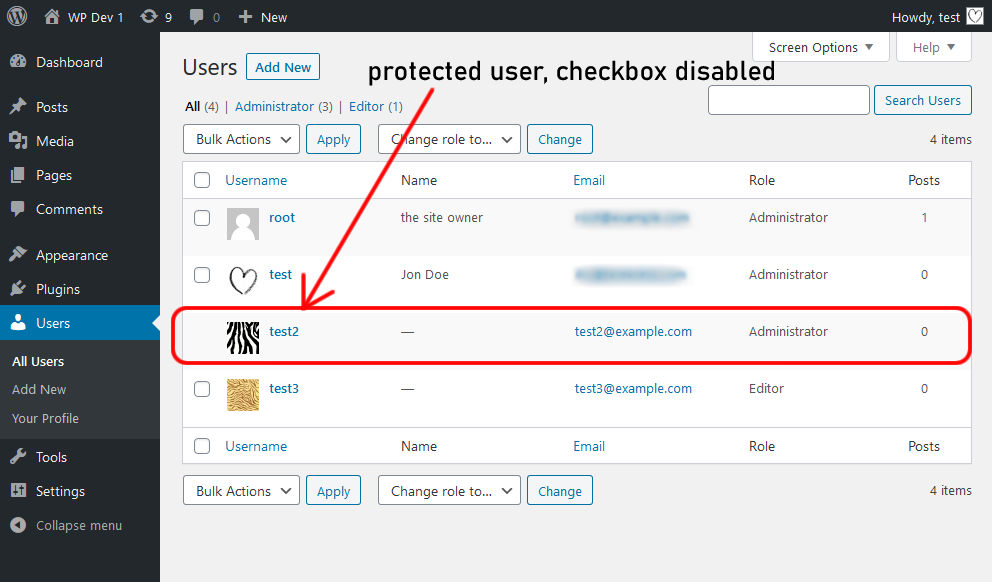 WP Dev 1 9 0 New Howdy, test
Dashboard
Posts
Media
Pages
Comments
Appearance
Plugins
Users
All Users
Add New
Your Profile
Tools
Settings
Collapse menu
Screen Options Help
Users Add New
protected user, checkbox disabled
All (4) | Administrator (3) | Editor (1)
Search Users
Bulk Actions Apply Change role to... Change 4 items
Username Name Email Role Posts
root the site owner Administrator 1
test Jon Doe Administrator 0
test2 — test2@example.com Administrator 0
test3 — test3@example.com Editor 0
Username Name Email Role Posts
Bulk Actions Apply Change role to... Change 4 items